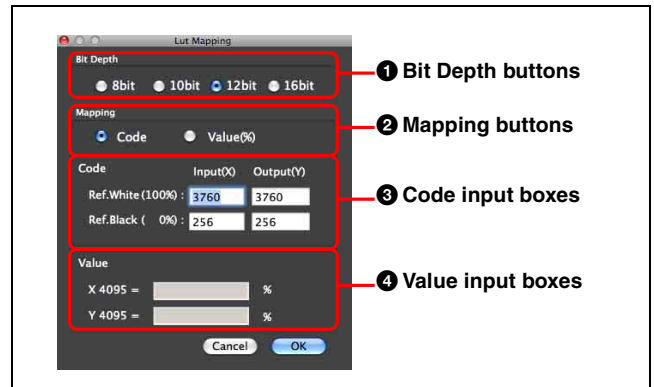 Lut Mapping
Bit Depth
8bit 10bit 12bit 16bit
❶ Bit Depth buttons
Mapping
Code Value(%)
❷ Mapping buttons
Code Input(X) Output(Y)
Ref.White(100%) : 3760 3760
Ref.Black ( 0%) : 256 256
❸ Code input boxes
Value
X 4095 = %
Y 4095 = %
❹ Value input boxes
Cancel OK